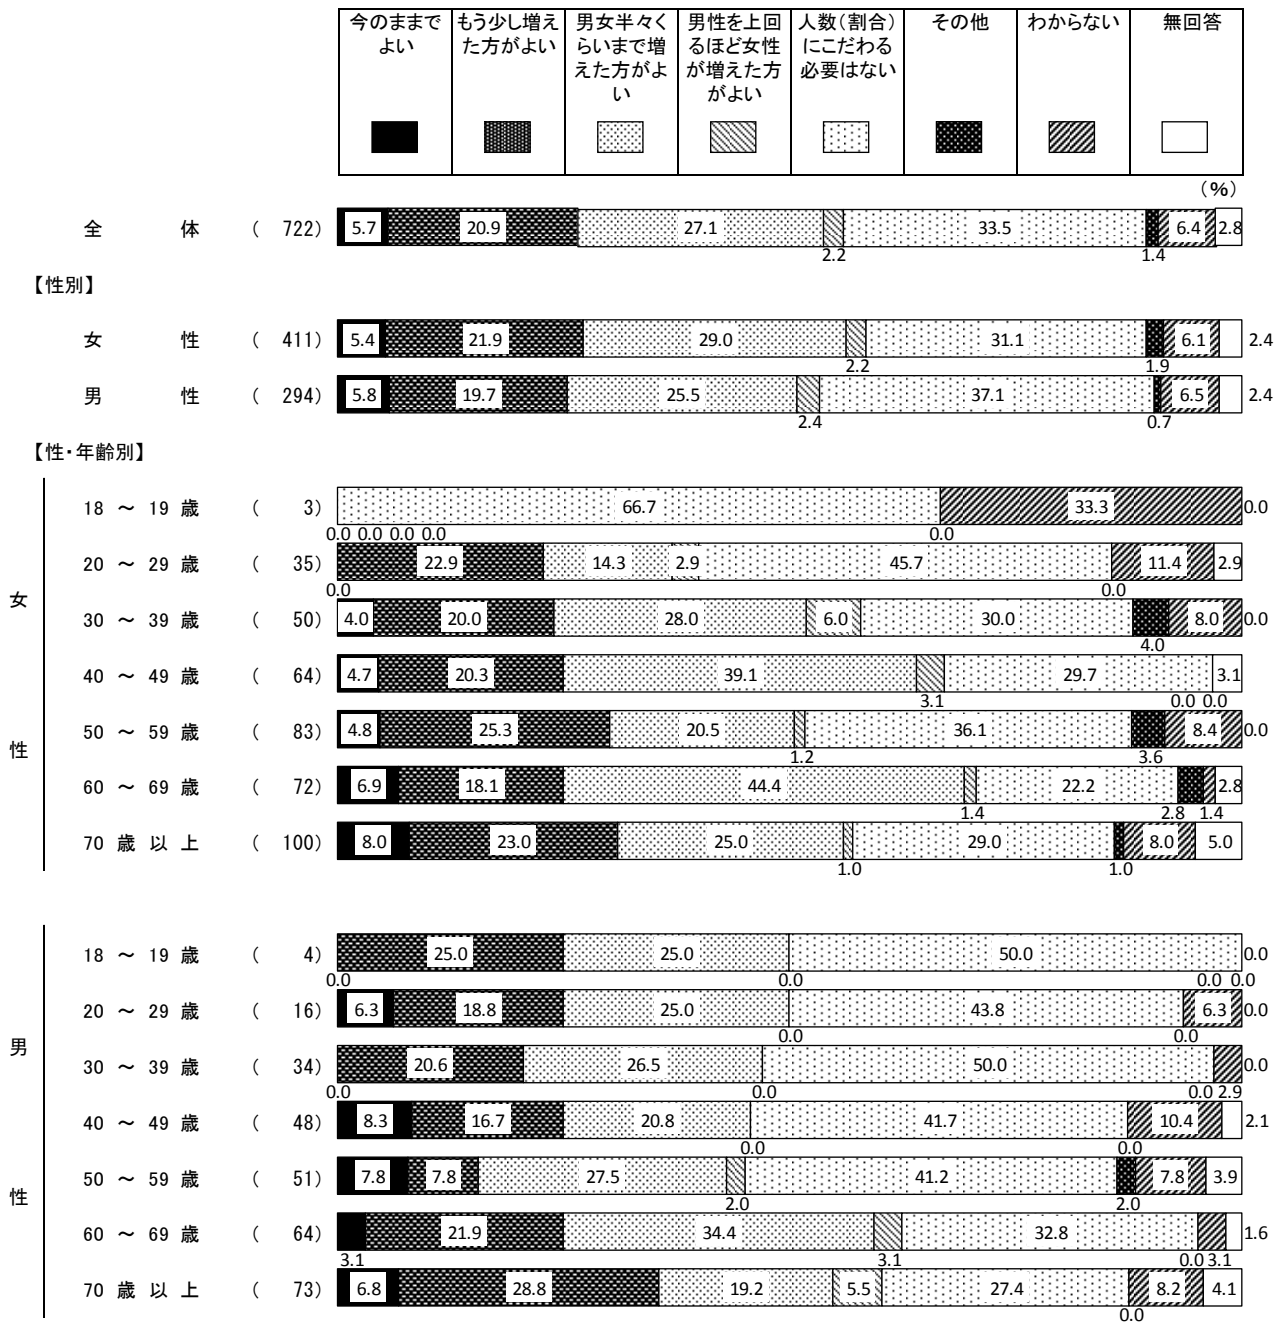 今のままで
よい
もう少し増え
た方がよい
男女半々く
らいまで増
えた方がよ
い
男性を上回
るほど女性
が増えた方
がよい
人数(割合)
にこだわる
必要はない
その他
わからない
無回答
(%)
全 体 ( 722) 5.7 20.9 27.1 33.5 6.4 2.8
2.2 1.4
【性別】
女 性 ( 411) 5.4 21.9 29.0 31.1 6.1 2.4
2.2 1.9
男 性 ( 294) 5.8 19.7 25.5 37.1 6.5 2.4
2.4 0.7
【性・年齢別】
女性
18 ～ 19 歳 ( 3) 66.7 33.3 0.0
0.0 0.0 0.0 0.0 0.0
20 ～ 29 歳 ( 35) 22.9 14.3 2.9 45.7 11.4 2.9
0.0 0.0
30 ～ 39 歳 ( 50) 4.0 20.0 28.0 6.0 30.0 8.0 0.0
4.0
40 ～ 49 歳 ( 64) 4.7 20.3 39.1 29.7 3.1
3.1 0.0 0.0
50 ～ 59 歳 ( 83) 4.8 25.3 20.5 36.1 8.4 0.0
1.2 3.6
60 ～ 69 歳 ( 72) 6.9 18.1 44.4 22.2 2.8
1.4 2.8 1.4
70 歳 以 上 ( 100) 8.0 23.0 25.0 29.0 8.0 5.0
1.0 1.0
男性
18 ～ 19 歳 ( 4) 25.0 25.0 50.0 0.0
0.0 0.0 0.0 0.0
20 ～ 29 歳 ( 16) 6.3 18.8 25.0 43.8 6.3 0.0
0.0 0.0
30 ～ 39 歳 ( 34) 20.6 26.5 50.0 0.0
0.0 0.0 0.0 2.9
40 ～ 49 歳 ( 48) 8.3 16.7 20.8 41.7 10.4 2.1
0.0 0.0
50 ～ 59 歳 ( 51) 7.8 7.8 27.5 41.2 7.8 3.9
2.0 2.0
60 ～ 69 歳 ( 64) 21.9 34.4 32.8 1.6
3.1 3.1 0.0 3.1
70 歳 以 上 ( 73) 6.8 28.8 19.2 5.5 27.4 8.2 4.1
0.0